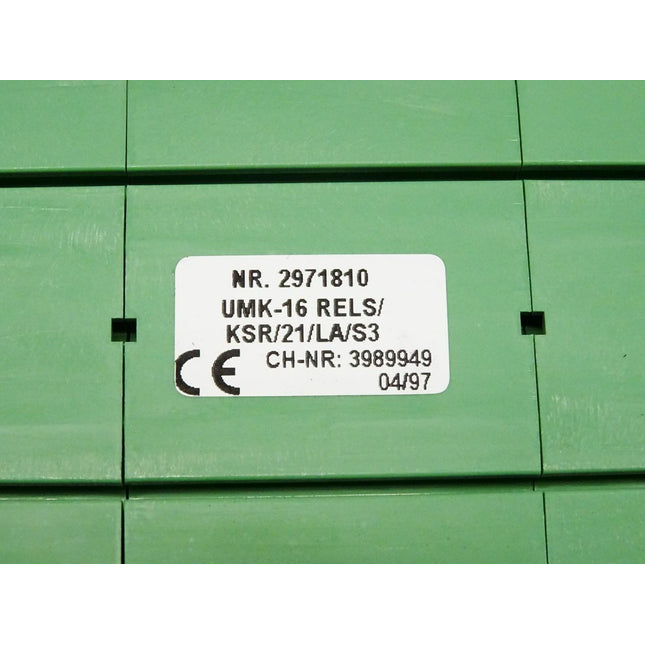 NR. 2971810
UMK-16 RELS/
KSR/21/LA/S3
CE CH-NR: 3989949
04/97